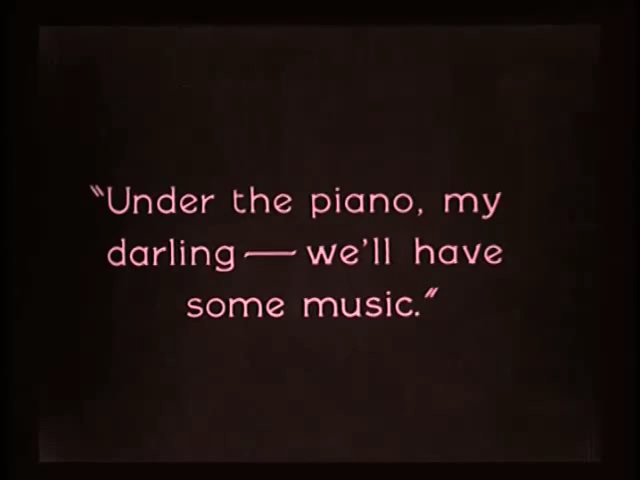 "Under the piano, my
darling — we'll have
some music."